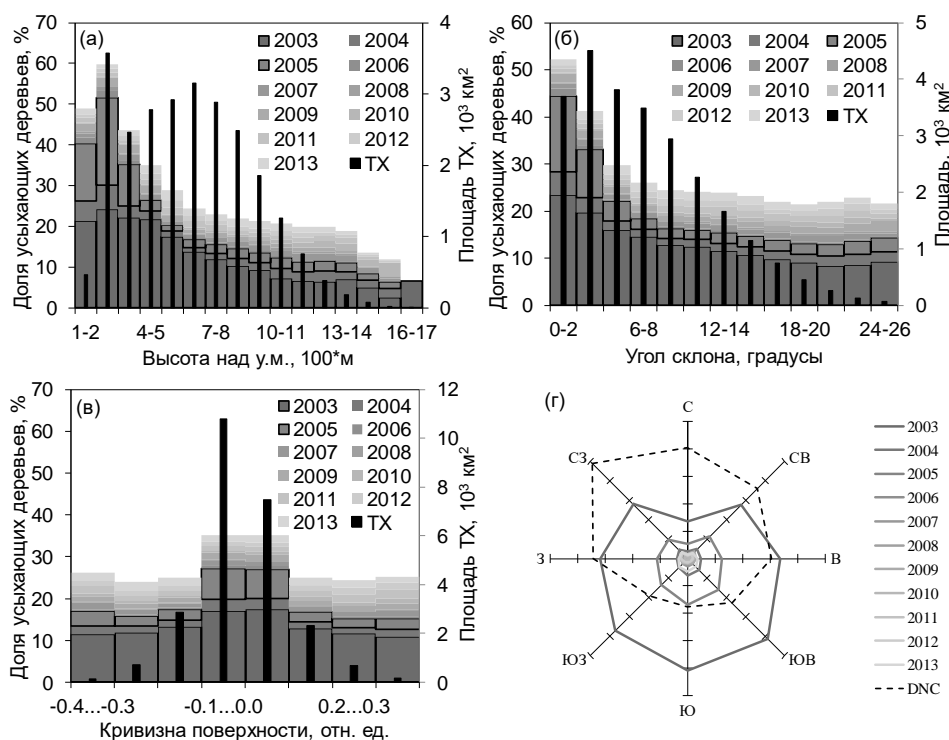 (а)
Доля усыхающих деревьев, %
70
60
50
40
30
20
10
0
2003 2004
2005 2006
2007 2008
2009 2010
2011 2012
2013 ТХ
4
3
2
1
0
Площадь ТХ, 10³ км²
1-2 4-5 7-8 10-11 13-14 16-17
Высота над у.м., 100*м
(б)
Доля усыхающих деревьев, %
60
50
40
30
20
10
0
2003 2004 2005
2006 2007 2008
2009 2010 2011
2012 2013 ТХ
5
4
3
2
1
0
Площадь, 10³ км²
0-2 6-8 12-14 18-20 24-26
Угол склона, градусы
(в)
Доля усыхающих деревьев, %
70
60
50
40
30
20
10
0
2003 2004
2005 2006
2007 2008
2009 2010
2011 2012
2013 ТХ
12
10
8
6
4
2
0
Площадь ТХ, 10³ км²
-0.4...-0.3 -0.1...0.0 0.2...0.3
Кривизна поверхности, отн. ед.
(г)
С
СВ
В
ЮВ
Ю
ЮЗ
З
СЗ
2003
2004
2005
2006
2007
2008
2009
2010
2011
2012
2013
DNC